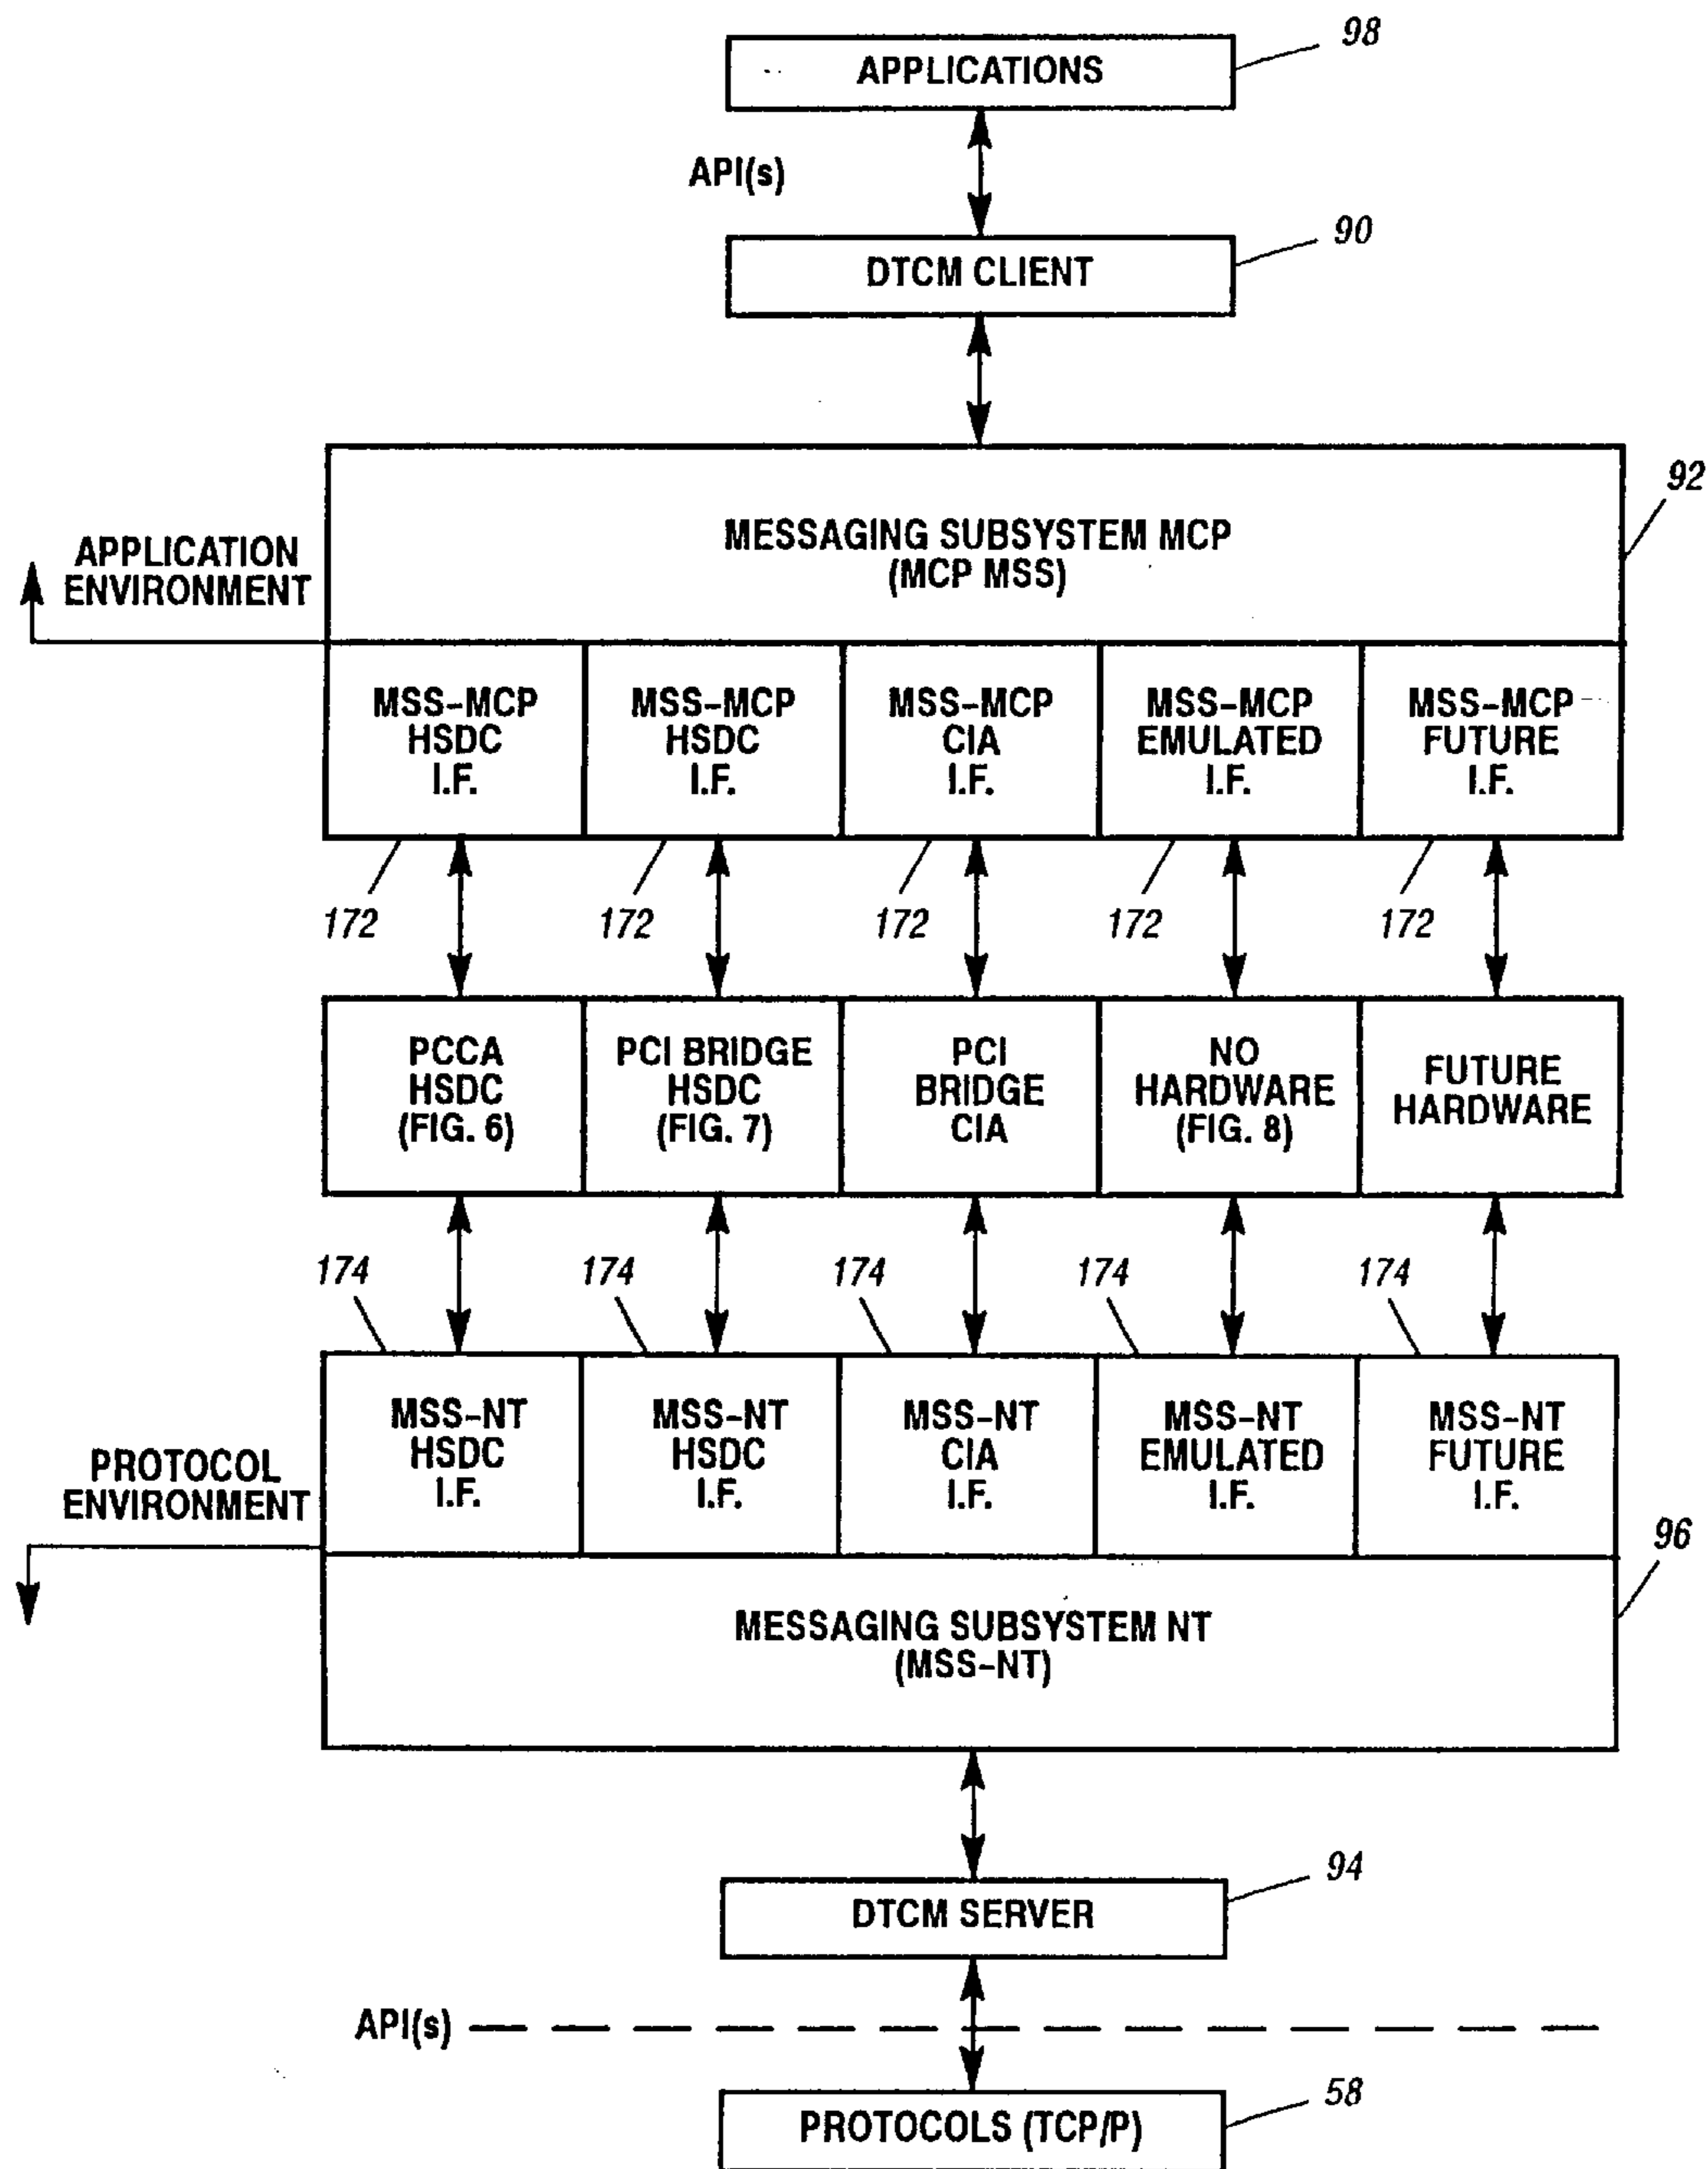 98
APPLICATIONS
API(s)
90
DTCM CLIENT
92
MESSAGING SUBSYSTEM MCP
(MCP MSS)
APPLICATION
ENVIRONMENT
MSS-MCP
HSDC
I.F.
MSS-MCP
HSDC
I.F.
MSS-MCP
CIA
I.F.
MSS-MCP
EMULATED
I.F.
MSS-MCP
FUTURE
I.F.
172
172
172
172
172
PCCA
HSDC
(FIG. 6)
PCI BRIDGE
HSDC
(FIG. 7)
PCI
BRIDGE
CIA
NO
HARDWARE
(FIG. 8)
FUTURE
HARDWARE
174
174
174
174
174
MSS-NT
HSDC
I.F.
MSS-NT
HSDC
I.F.
MSS-NT
CIA
I.F.
MSS-NT
EMULATED
I.F.
MSS-NT
FUTURE
I.F.
PROTOCOL
ENVIRONMENT
96
MESSAGING SUBSYSTEM NT
(MSS-NT)
94
DTCM SERVER
API(s)
58
PROTOCOLS (TCP/P)